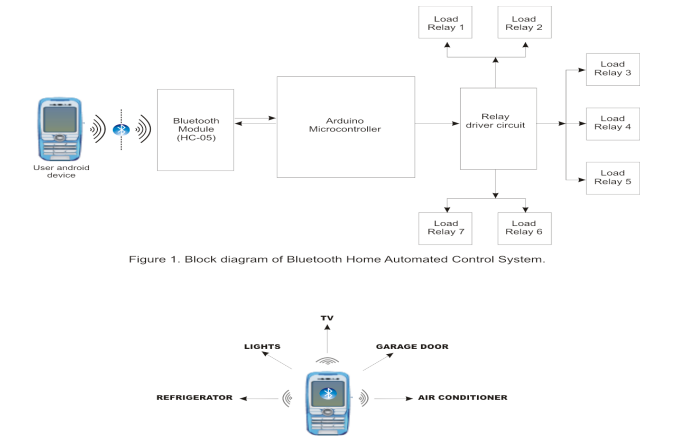 Load
Relay 1
Load
Relay 2
Load
Relay 3
User android
device
Bluetooth
Module
(HC-05)
Arduino
Microcontroller
Relay
driver circuit
Load
Relay 4
Load
Relay 5
Load
Relay 7
Load
Relay 6
Figure 1. Block diagram of Bluetooth Home Automated Control System.
TV
LIGHTS
GARAGE DOOR
REFRIGERATOR
AIR CONDITIONER